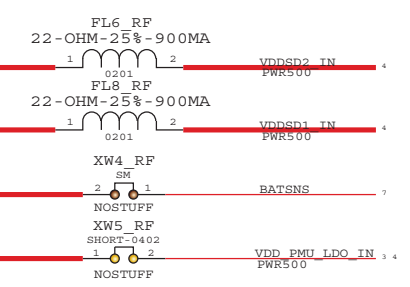 FL6_RF
22-OHM-25%-900MA
1 2
0201
VDDSD2_IN 4
PWR500
FL8_RF
22-OHM-25%-900MA
1 2
0201
VDDSD1_IN 4
PWR500
XW4_RF
SM
2 1
BATSNS 7
NOSTUFF
XW5_RF
SHORT-0402
1 2
VDD_PMU_LDO_IN 3 4
PWR500
NOSTUFF